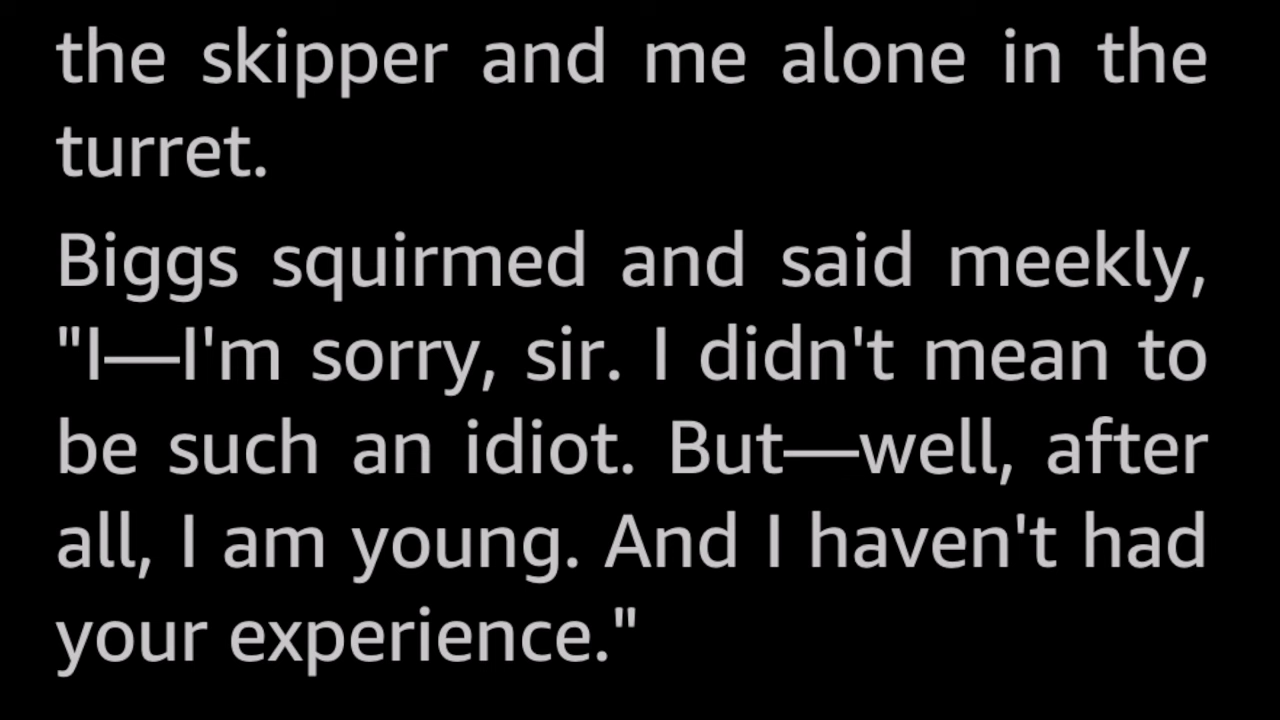 the skipper and me alone in the
turret.
Biggs squirmed and said meekly,
"I—I'm sorry, sir. I didn't mean to
be such an idiot. But—well, after
all, I am young. And I haven't had
your experience."